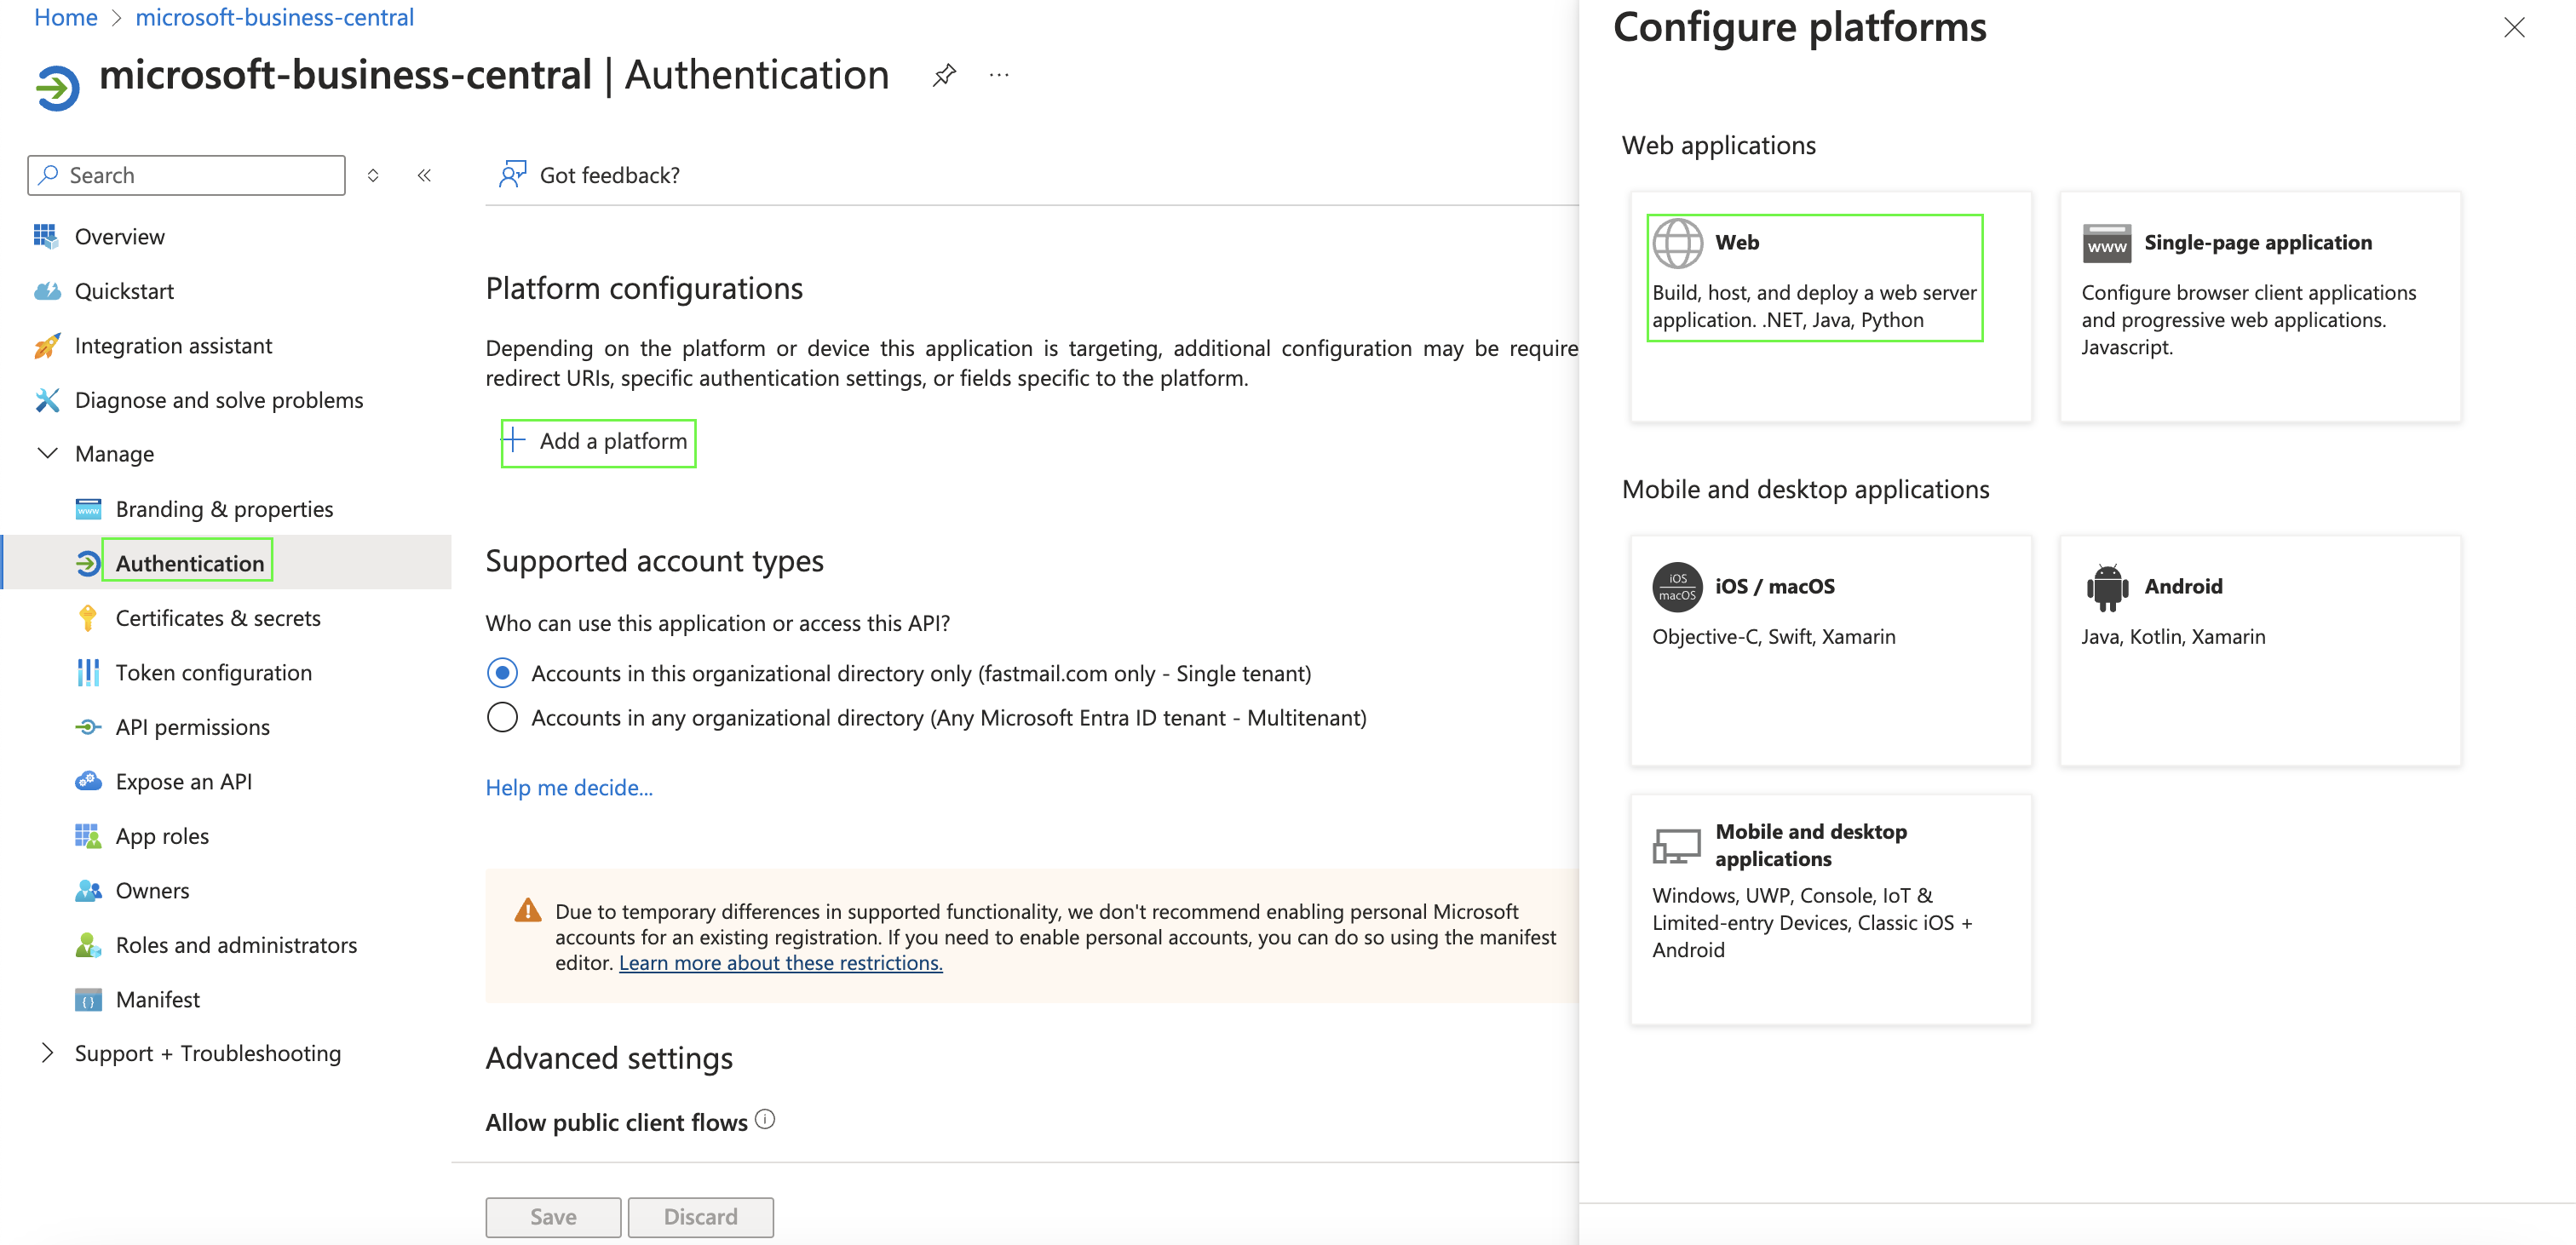 Home > microsoft-business-central
microsoft-business-central | Authentication
Search
Got feedback?
Overview
Quickstart
Integration assistant
Diagnose and solve problems
Manage
Branding & properties
Authentication
Certificates & secrets
Token configuration
API permissions
Expose an API
App roles
Owners
Roles and administrators
Manifest
Support + Troubleshooting
Platform configurations
Depending on the platform or device this application is targeting, additional configuration may be require
redirect URIs, specific authentication settings, or fields specific to the platform.
Add a platform
Supported account types
Who can use this application or access this API?
Accounts in this organizational directory only (fastmail.com only - Single tenant)
Accounts in any organizational directory (Any Microsoft Entra ID tenant - Multitenant)
Help me decide...
Due to temporary differences in supported functionality, we don't recommend enabling personal Microsoft
accounts for an existing registration. If you need to enable personal accounts, you can do so using the manifest
editor. Learn more about these restrictions.
Advanced settings
Allow public client flows
Save
Discard
Configure platforms
Web applications
Web
Build, host, and deploy a web server
application. .NET, Java, Python
www
Single-page application
Configure browser client applications
and progressive web applications.
Javascript.
Mobile and desktop applications
iOS
macOS
iOS / macOS
Objective-C, Swift, Xamarin
Android
Java, Kotlin, Xamarin
Mobile and desktop
applications
Windows, UWP, Console, IoT &
Limited-entry Devices, Classic iOS +
Android